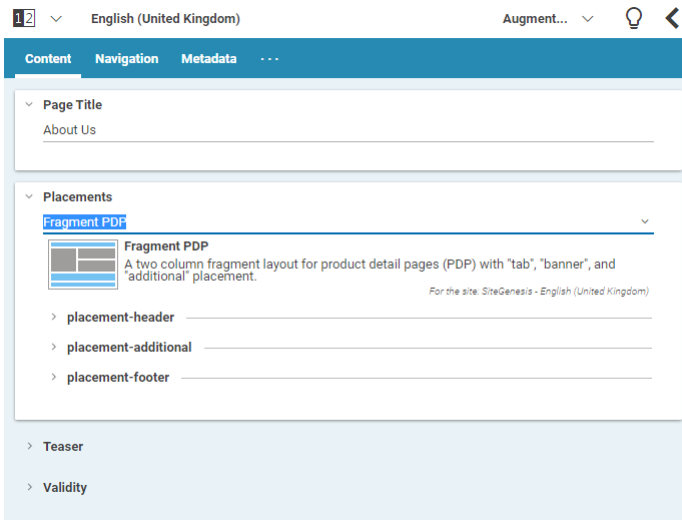 12 English (United Kingdom) Augment...
Content Navigation Metadata ...
Page Title
About Us
Placements
Fragment PDP
Fragment PDP
A two column fragment layout for product detail pages (PDP) with "tab", "banner", and
"additional" placement.
For the site: SiteGenesis - English (United Kingdom)
placement-header
placement-additional
placement-footer
Teaser
Validity